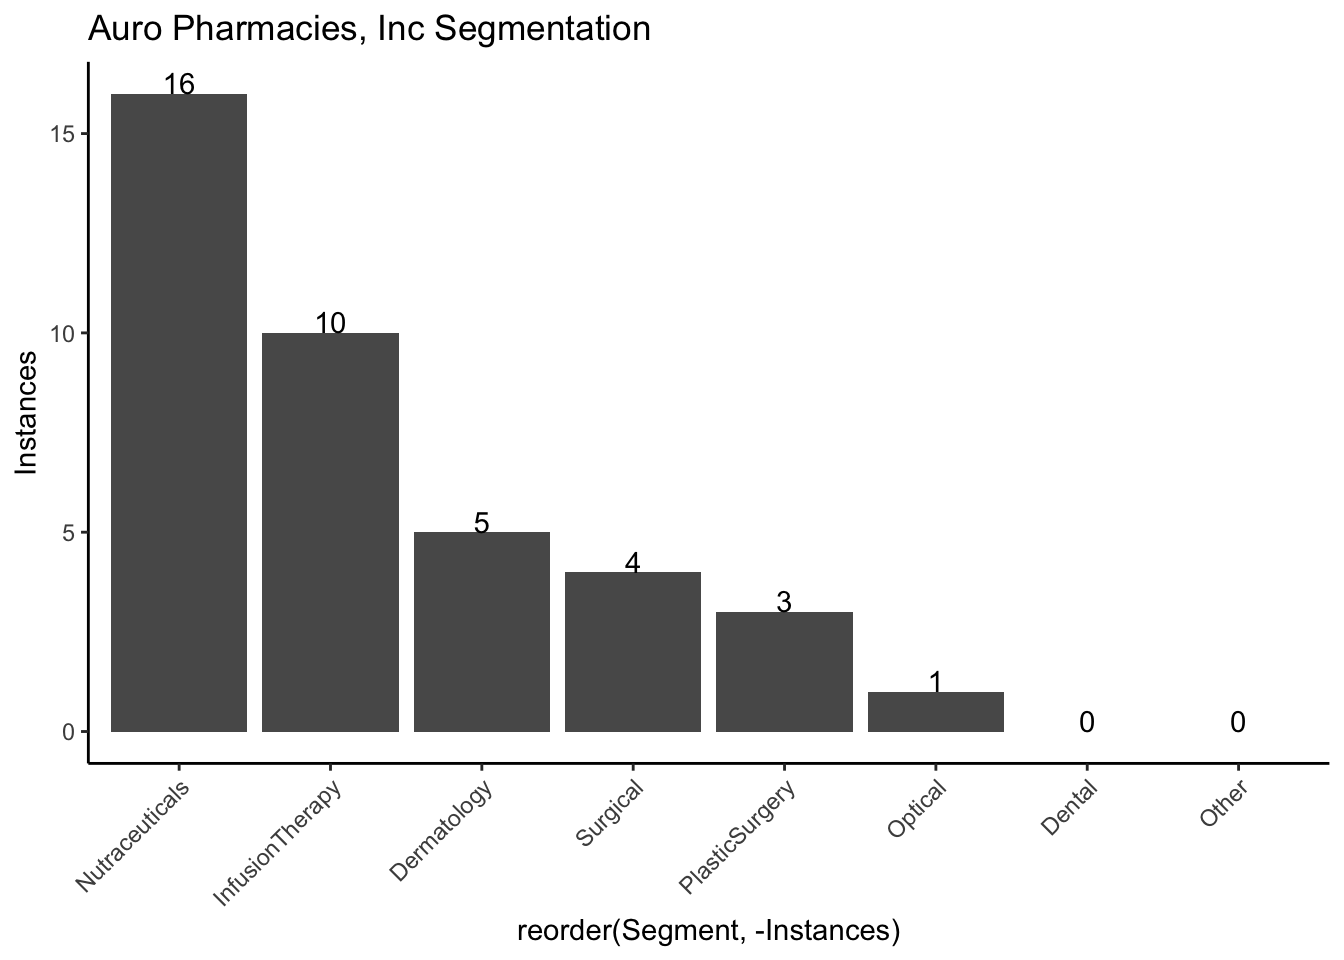 Auro Pharmacies, Inc Segmentation
16
15
10
10
5
5
4
3
1
0
0
0
Instances
Nutraceuticals
InfusionTherapy
Dermatology
Surgical
PlasticSurgery
Optical
Dental
Other
reorder(Segment, -Instances)